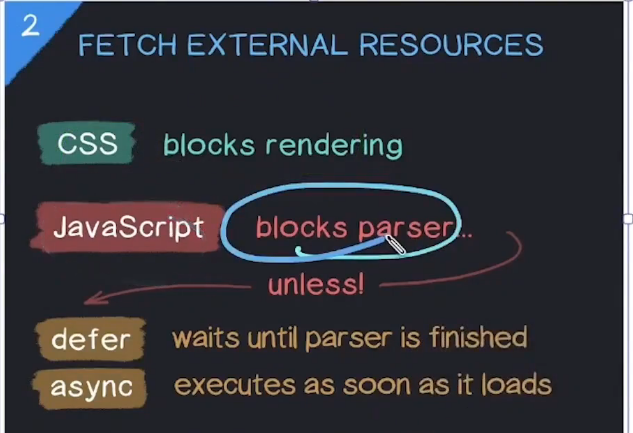 2
FETCH EXTERNAL RESOURCES
CSS blocks rendering
JavaScript blocks parser...
unless!
defer waits until parser is finished
async executes as soon as it loads